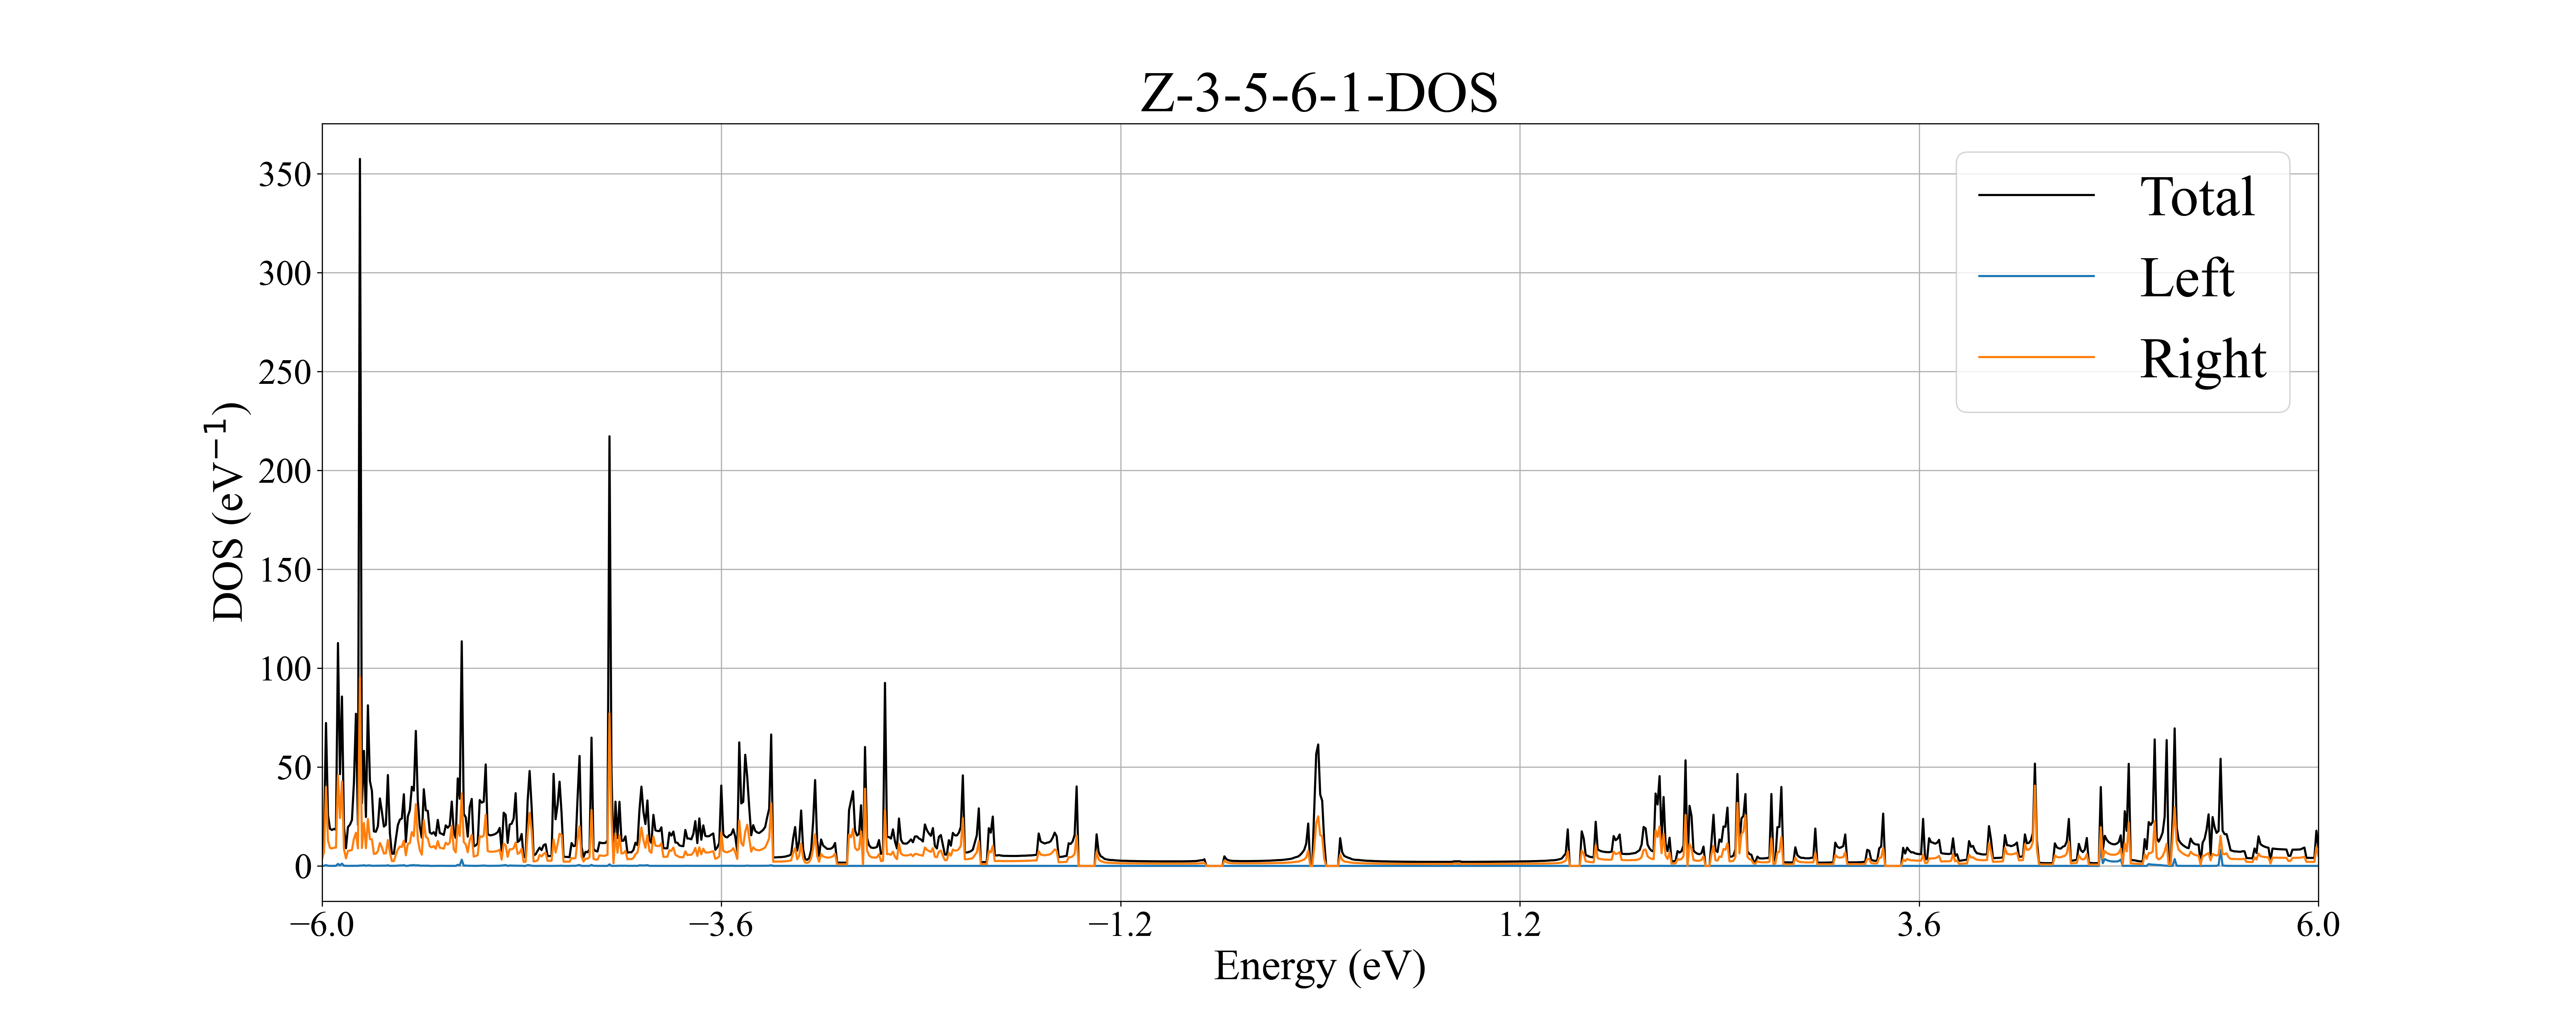 Z-3-5-6-1-DOS
Total
Left
Right
DOS (eV⁻¹)
350
300
250
200
150
100
50
0
−6.0 −3.6 −1.2 1.2 3.6 6.0
Energy (eV)